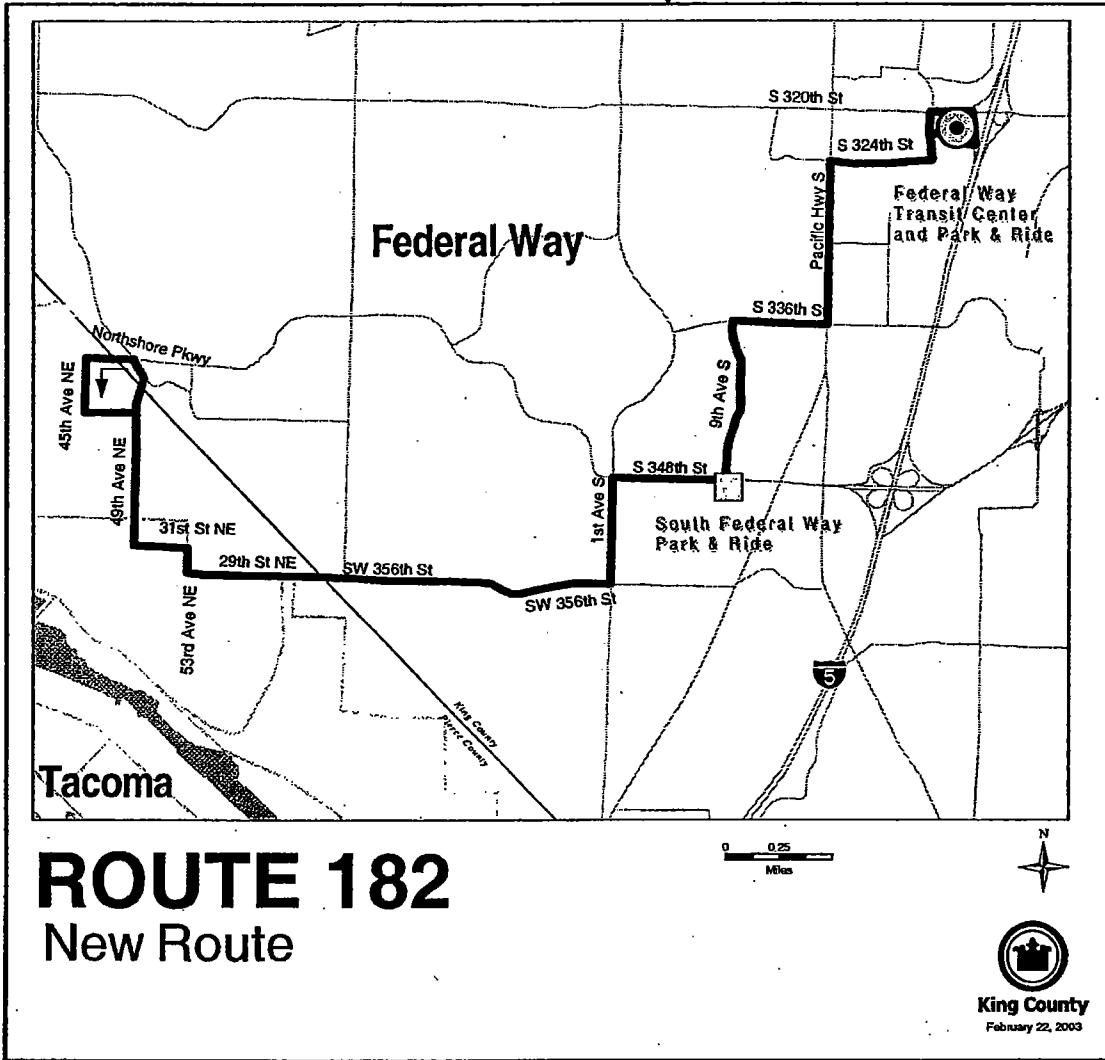 S 320th St
S 324th St
Federal Way
Transit Center
and Park & Ride
Pacific Hwy S
Federal Way
S 336th S
Northshore Pkwy
45th Ave NE
9th Ave S
49th Ave NE
S 348th St
1st Ave S
South Federal Way
Park & Ride
31st St NE
29th St NE
SW 356th St
SW 356th St
53rd Ave NE
5
King County
Pierce County
Tacoma
ROUTE 182
New Route
0 0.25
Miles
N
King County
February 22, 2003